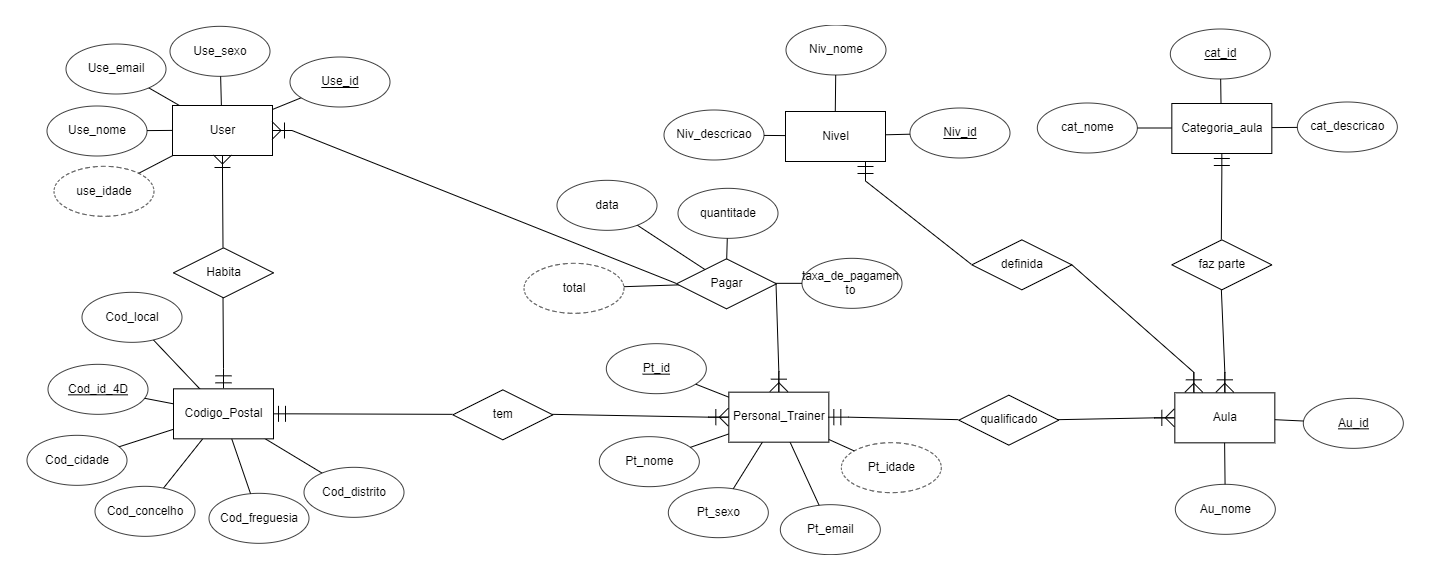 Use_sexo
Use_email
Use_id
Use_nome
User
use_idade
Niv_nome
Niv_descricao
Nivel
Niv_id
cat_id
cat_nome
Categoria_aula
cat_descricao
data
quantitade
Habita
total
Pagar
taxa_de_pagamen
to
definida
faz parte
Cod_local
Cod_id_4D
Codigo_Postal
Cod_cidade
Cod_concelho
Cod_freguesia
Cod_distrito
tem
Pt_id
Personal_Trainer
Pt_nome
Pt_sexo
Pt_email
Pt_idade
qualificado
Aula
Au_id
Au_nome